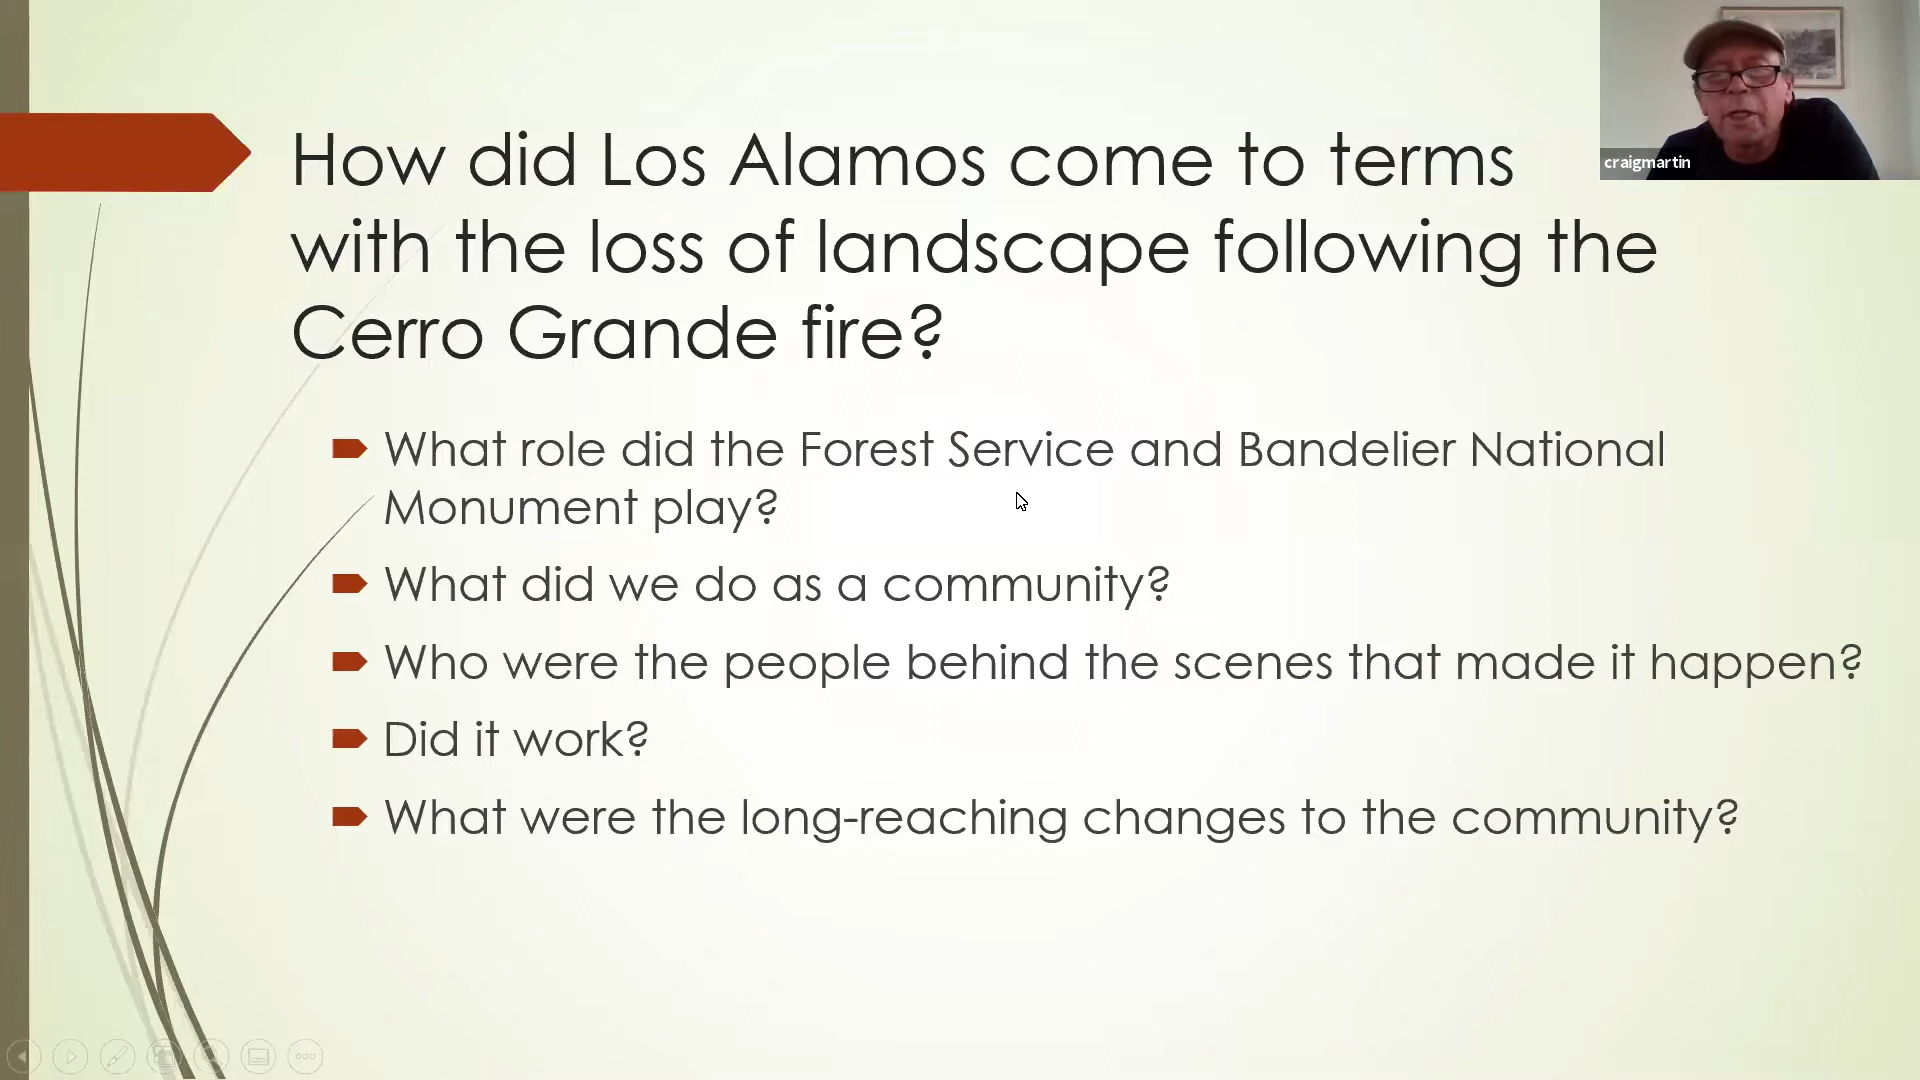 How did Los Alamos come to terms
with the loss of landscape following the
Cerro Grande fire?
What role did the Forest Service and Bandelier National
Monument play?
What did we do as a community?
Who were the people behind the scenes that made it happen?
Did it work?
What were the long-reaching changes to the community?
craigmartin